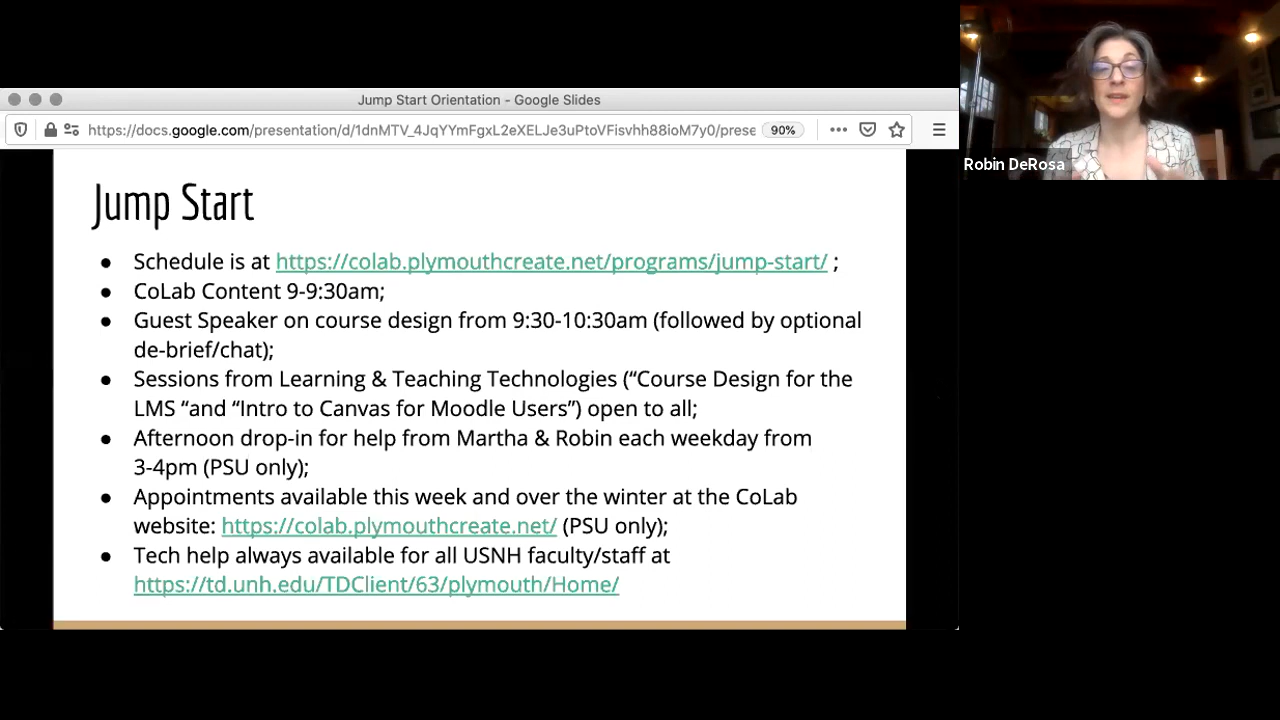 Jump Start Orientation - Google Slides
https://docs.google.com/presentation/d/1dnMTV_4JqYYmFgxL2eXELJe3uPtoVFisvhh88ioM7y0/prese
90%
Robin DeRosa
Jump Start
● Schedule is at https://colab.plymouthcreate.net/programs/jump-start/ ;
● CoLab Content 9-9:30am;
● Guest Speaker on course design from 9:30-10:30am (followed by optional
de-brief/chat);
● Sessions from Learning & Teaching Technologies (“Course Design for the
LMS “and “Intro to Canvas for Moodle Users”) open to all;
● Afternoon drop-in for help from Martha & Robin each weekday from
3-4pm (PSU only);
● Appointments available this week and over the winter at the CoLab
website: https://colab.plymouthcreate.net/ (PSU only);
● Tech help always available for all USNH faculty/staff at
https://td.unh.edu/TDClient/63/plymouth/Home/